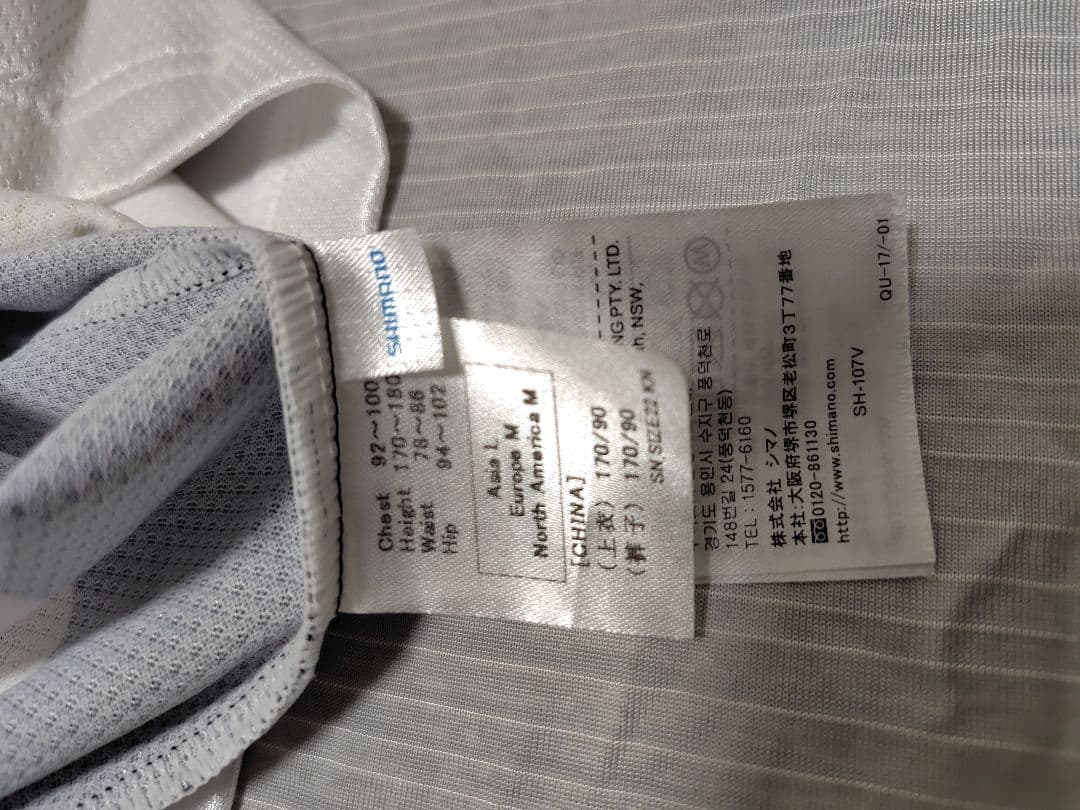 SHIMANO
Chest 92~100
Height 170~180
Waist 78~86
Hip 94~102
Asia L
Europe M
North America M
[CHINA]
(上衣) 170/90
(裤子) 170/90
SN SIZE22 KN
NG PTY. LTD.
h, NSW,
경기도 용인시 수지구 풍덕천로
148번길 24(풍덕천동)
TEL : 1577-6160
株式会社 シマノ
本社:大阪府堺市堺区老松町3丁77番地
0120-861130
http://www.shimano.com
SH-107V
QU-17/-01